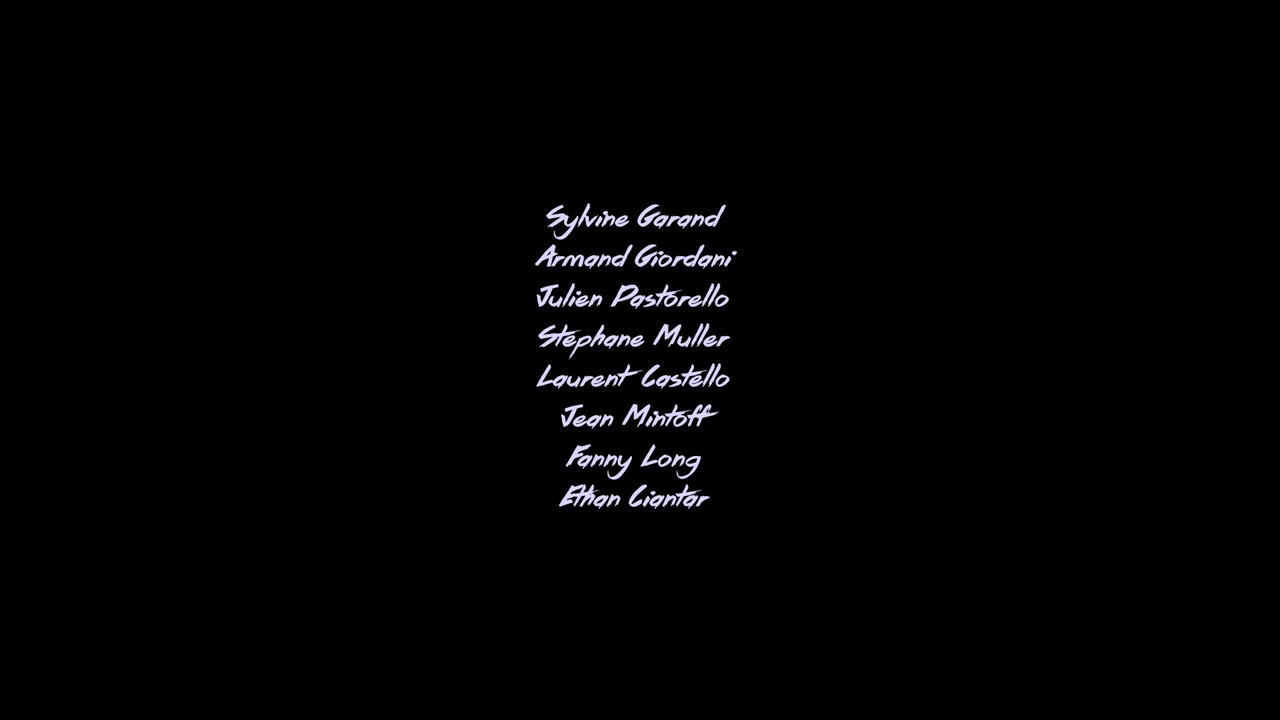 Sylvine Garand
Armand Giordani
Julien Pastorello
Stephane Muller
Laurent Castello
Jean Mintoff
Fanny Long
Ethan Ciantar